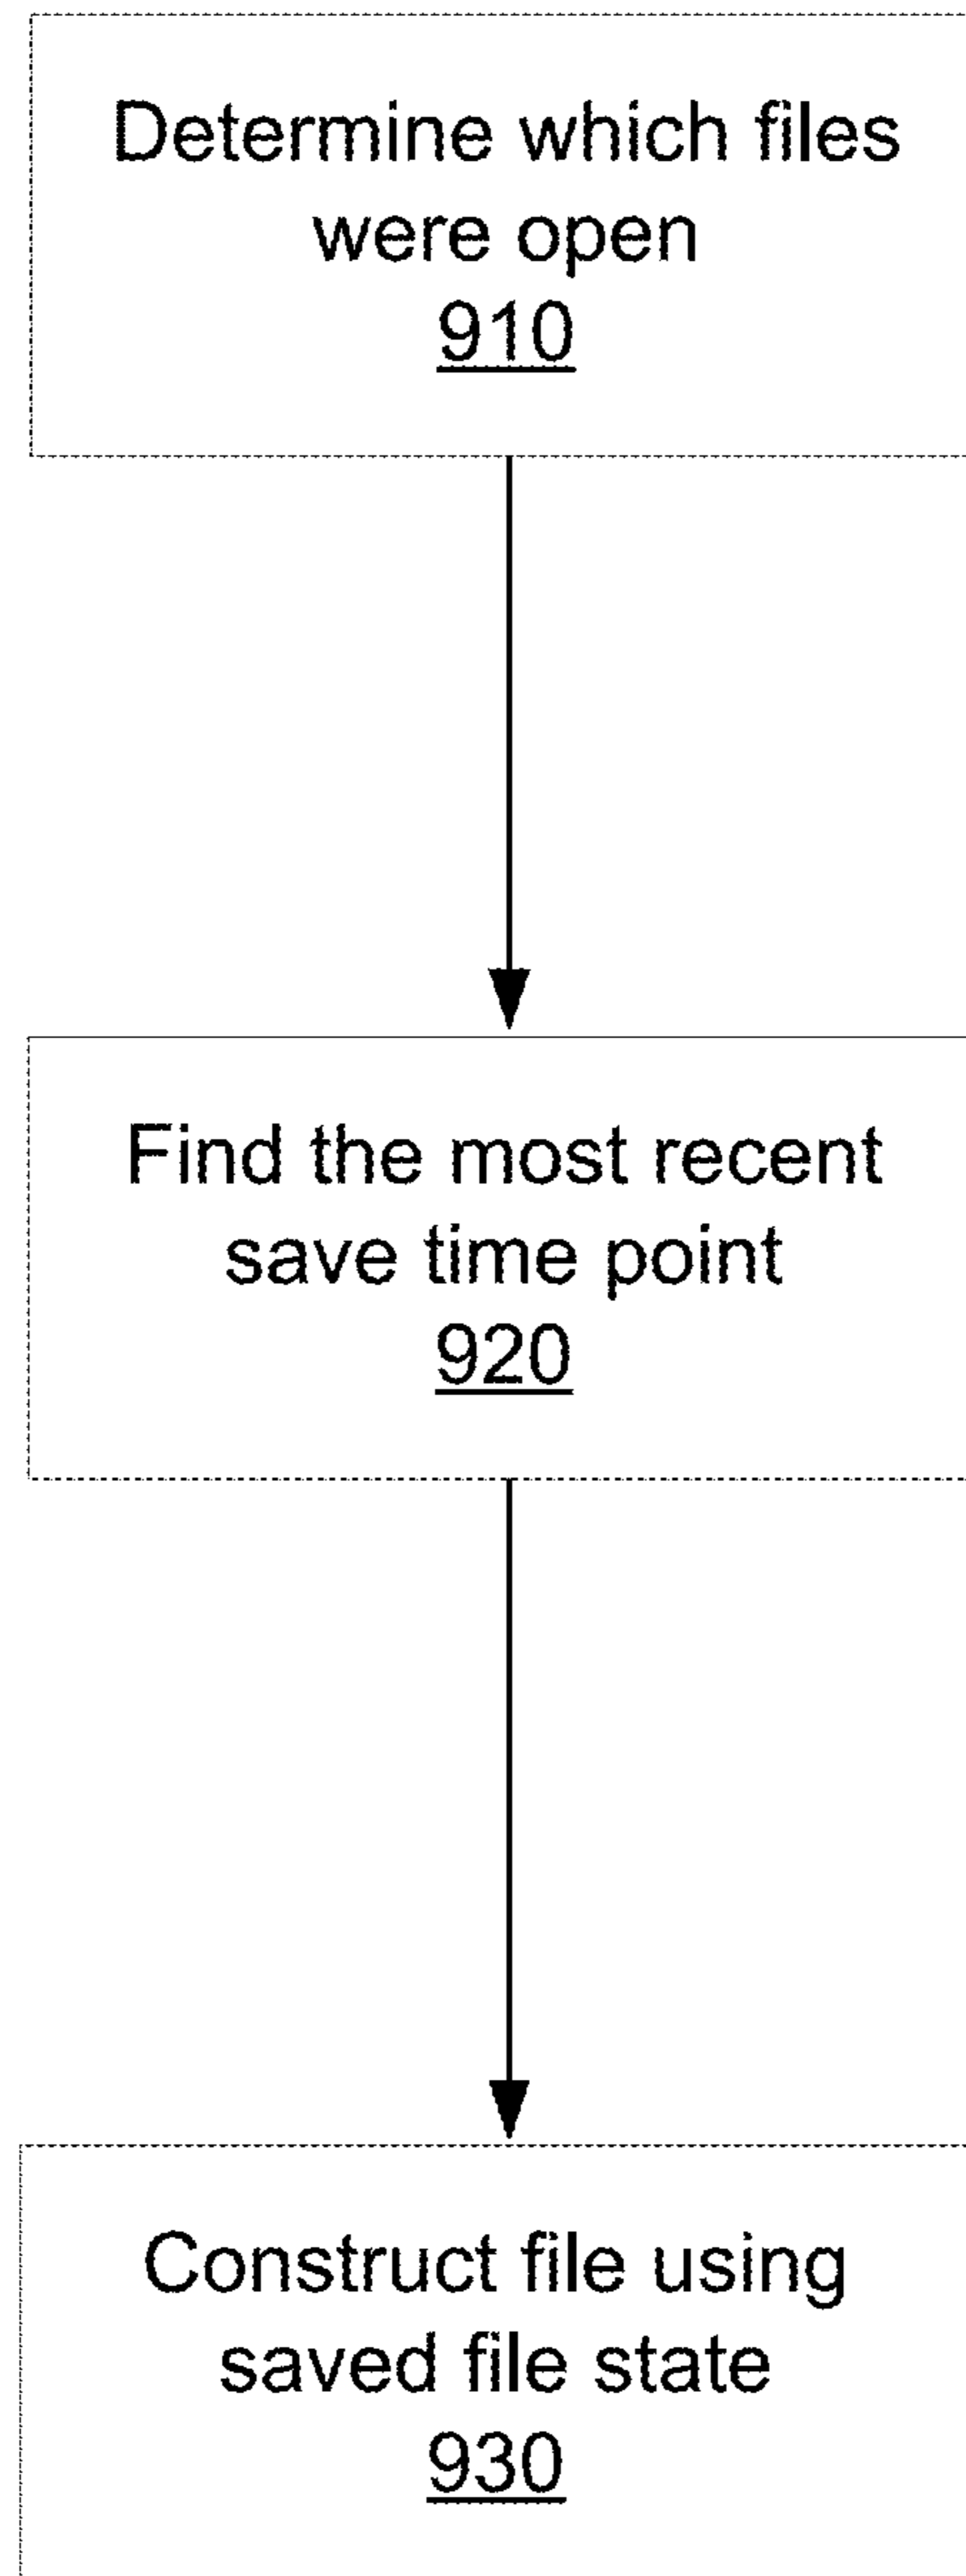 Determine which files
were open
910
Find the most recent
save time point
920
Construct file using
saved file state
930